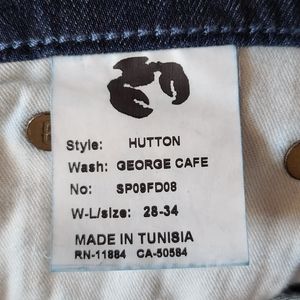 Style: HUTTON
Wash: GEORGE CAFE
No: SP09FD08
W-L/size: 28-34
MADE IN TUNISIA
RN-11884 CA-50584